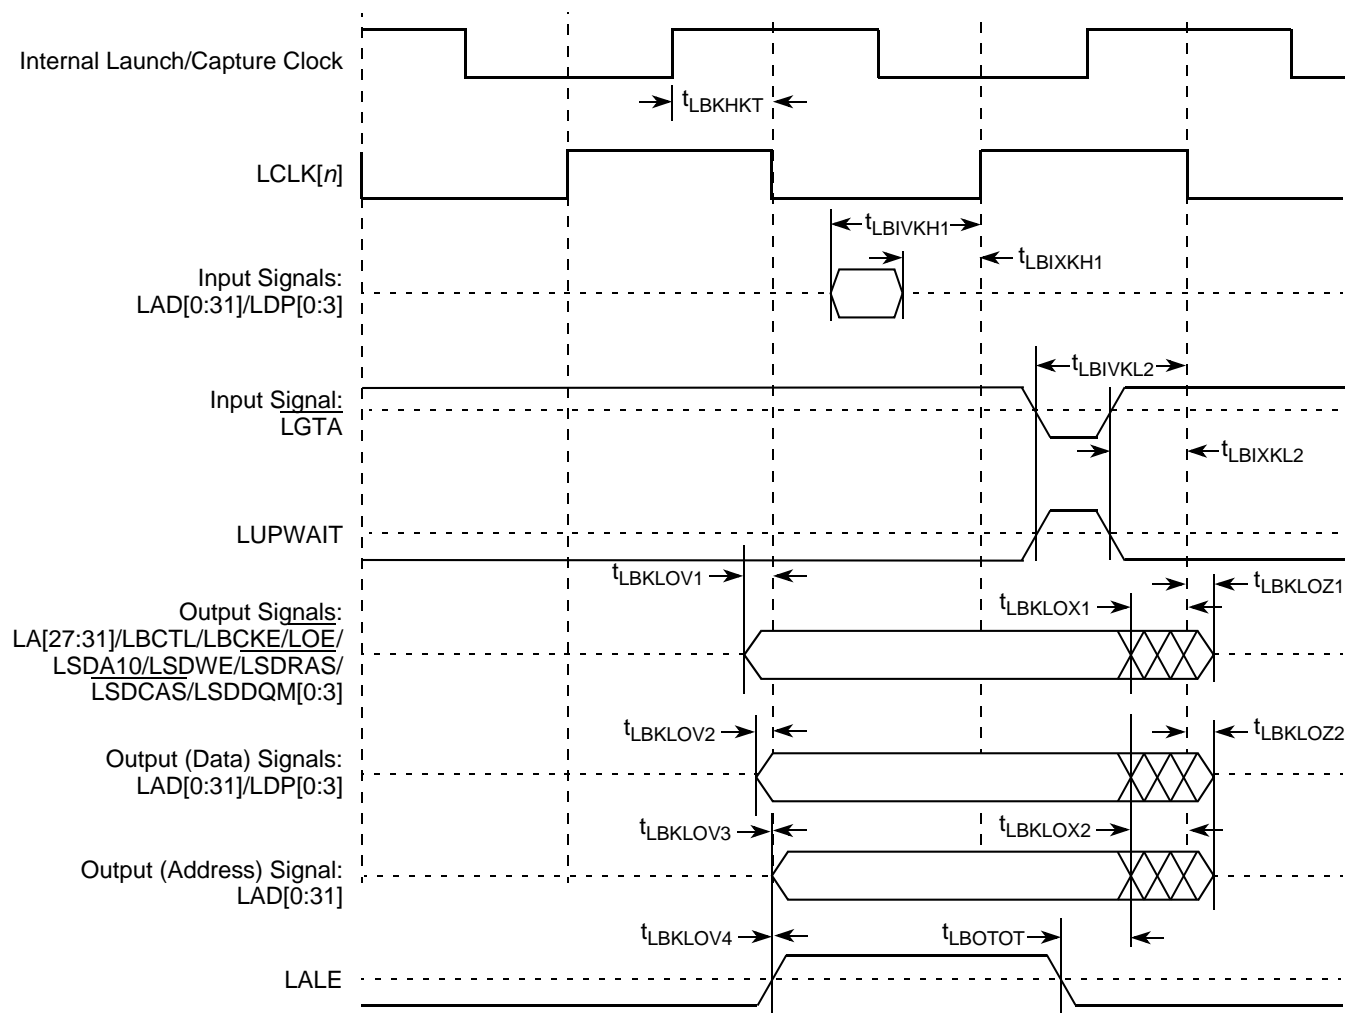 Internal Launch/Capture Clock
tLBKHKT
LCLK[n]
tLBIVKH1
tLBIXKH1
Input Signals:
LAD[0:31]/LDP[0:3]
tLBIVKL2
Input Signal:
LGTA
tLBIXKL2
LUPWAIT
tLBKLOV1
tLBKLOZ1
tLBKLOX1
Output Signals:
LA[27:31]/LBCTL/LBCKE/LOE/
LSDA10/LSDWE/LSDRAS/
LSDCAS/LSDDQM[0:3]
tLBKLOV2
tLBKLOZ2
Output (Data) Signals:
LAD[0:31]/LDP[0:3]
tLBKLOV3
tLBKLOX2
Output (Address) Signal:
LAD[0:31]
tLBKLOV4
tLBOTOT
LALE